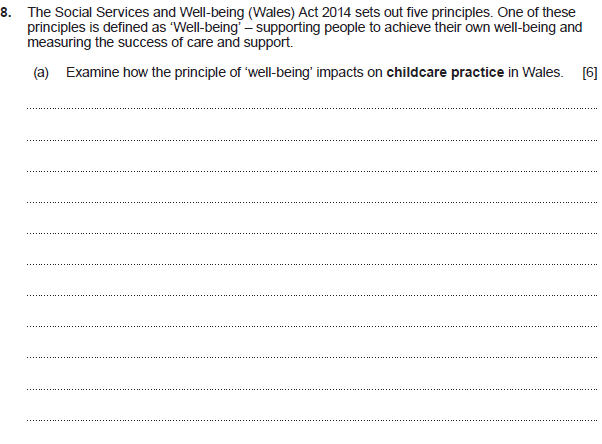 8. The Social Services and Well-being (Wales) Act 2014 sets out five principles. One of these
principles is defined as ‘Well-being’ – supporting people to achieve their own well-being and
measuring the success of care and support.
(a) Examine how the principle of ‘well-being’ impacts on childcare practice in Wales. [6]